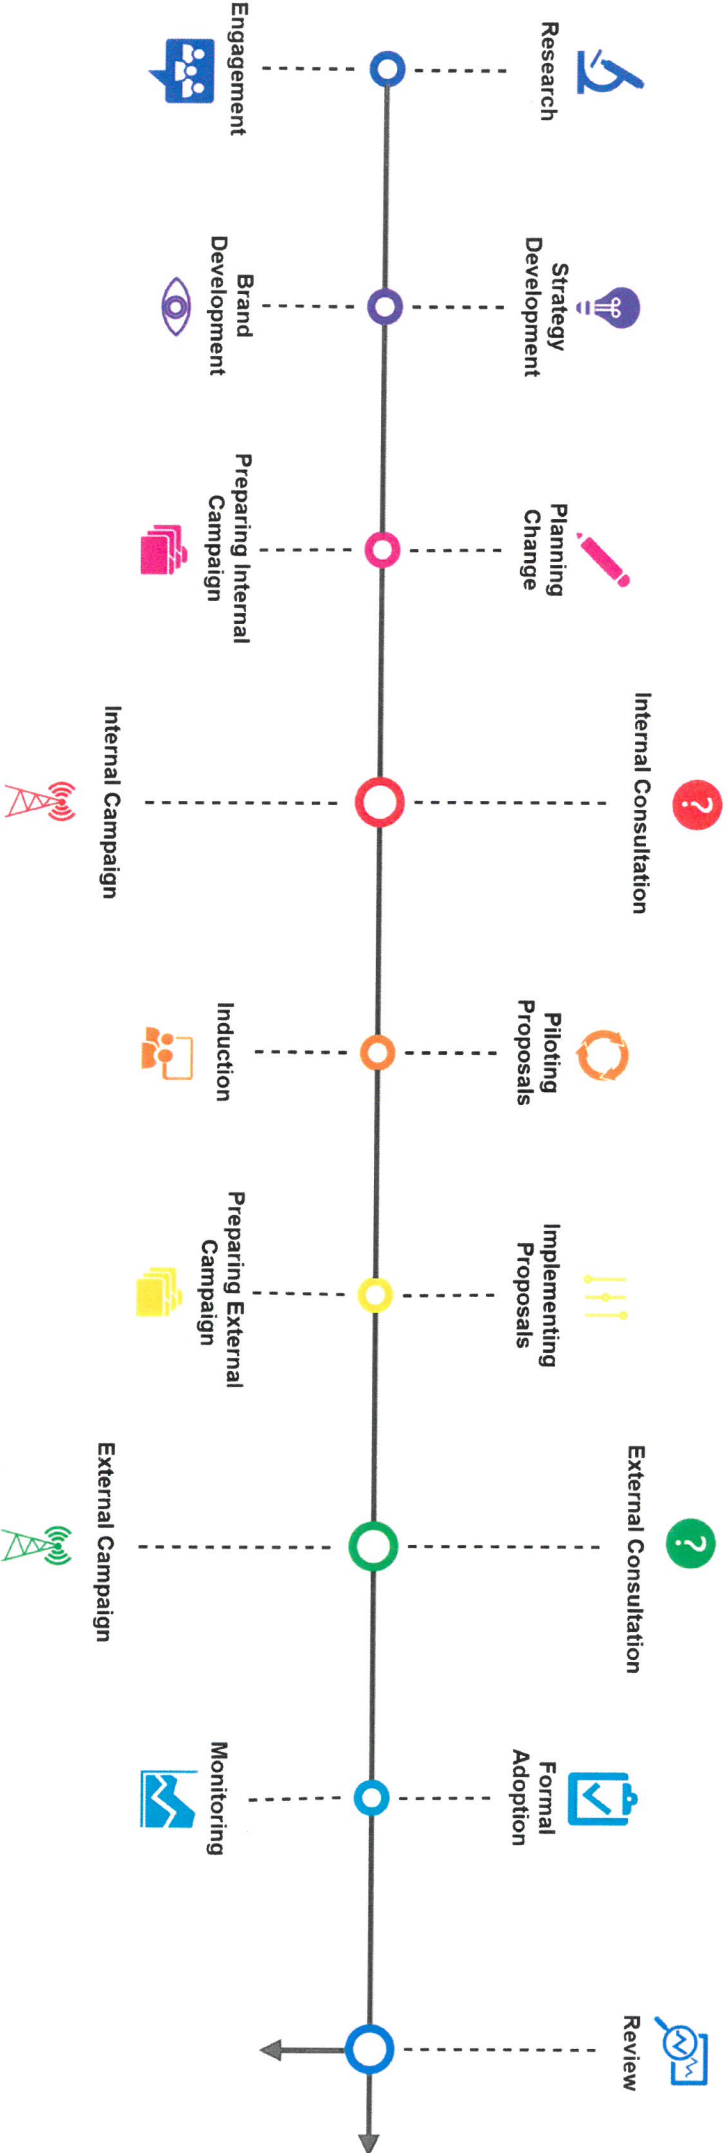 Research
Engagement
Strategy
Development
Brand
Development
Planning
Change
Preparing Internal
Campaign
?
Internal Consultation
Internal Campaign
Piloting
Proposals
Induction
Implementing
Proposals
Preparing External
Campaign
?
External Consultation
External Campaign
Formal
Adoption
Monitoring
Review